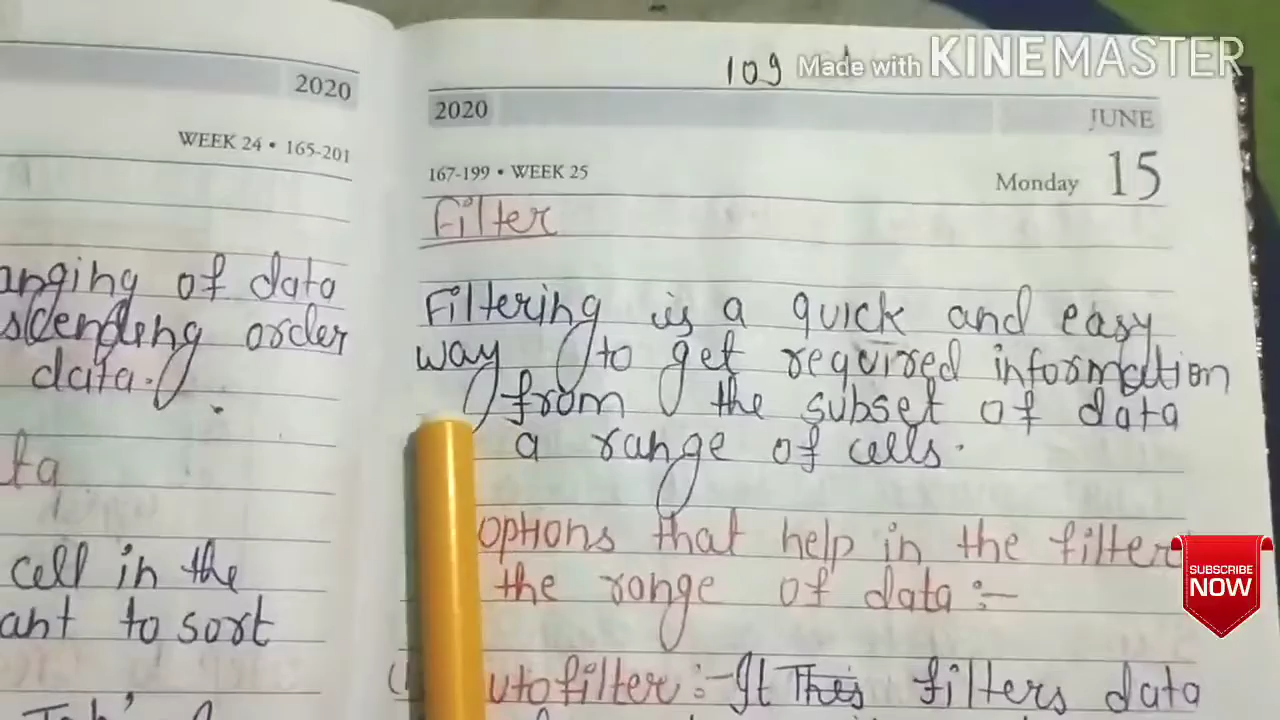 2020
WEEK 24 • 165-201
anging of data
scending order
data.
ta
cell in the
ant to sort
109
Made with KINEMASTER
2020
JUNE
167-199 • WEEK 25
Monday 15
Filter
Filtering is a quick and easy
way to get required information
from the subset of data
a range of cells.
options that help in the filter
the range of data:-
utofilter:- It This filters data
SUBSCRIBE
NOW